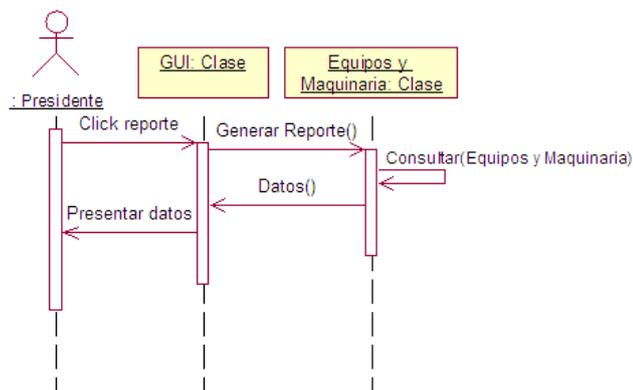 GUI: Clase
Equipos y
Maquinaria: Clase
: Presidente
Click reporte
Generar Reporte()
Consultar(Equipos y Maquinaria)
Datos()
Presentar datos